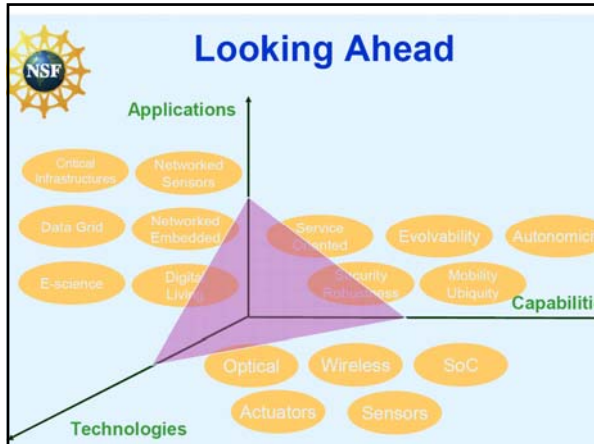 Looking Ahead
NSF
Applications
Critical
Infrastructures
Networked
Sensors
Data Grid
Networked
Embedded
Service
Oriented
Evolvability
Autonomici
E-science
Digital
Living
Security
Robustness
Mobility
Ubiquity
Capabiliti
Optical
Wireless
SoC
Actuators
Sensors
Technologies